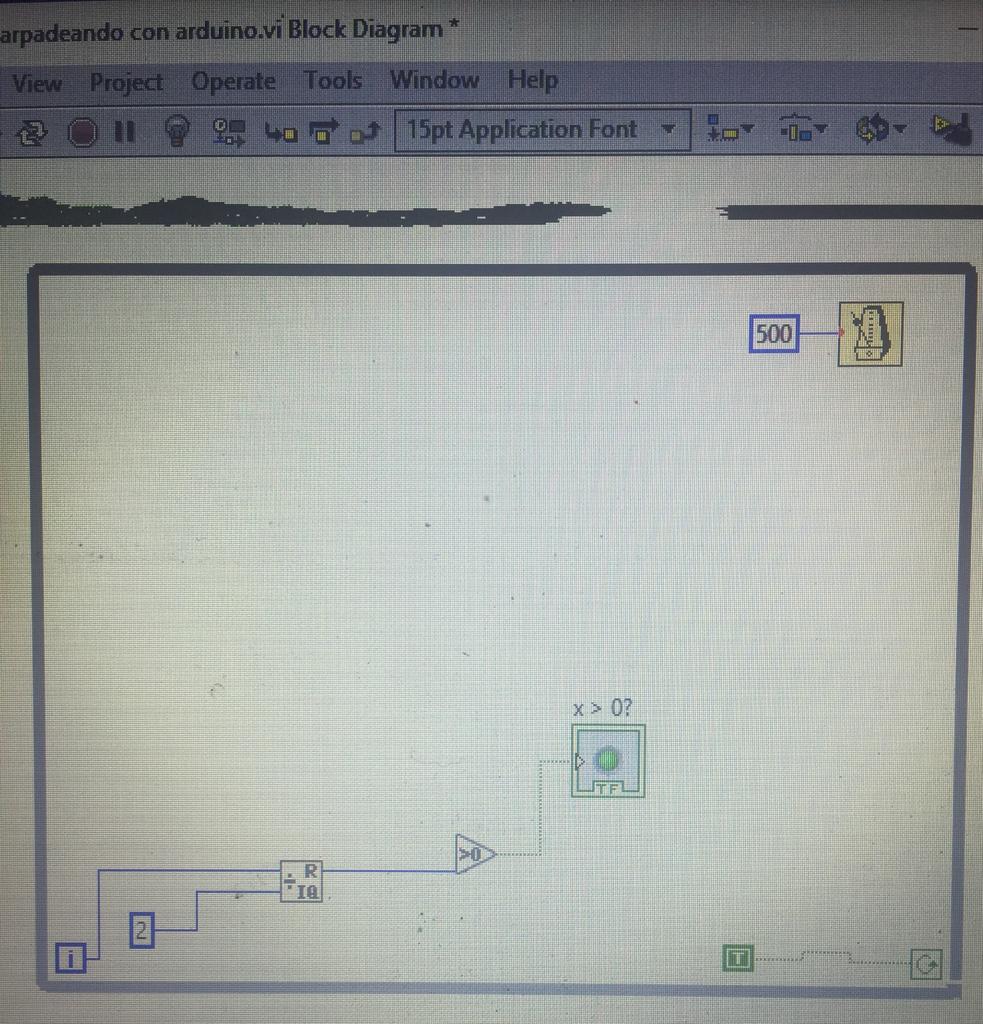 arpadeando con arduino.vi Block Diagram *
View Project Operate Tools Window Help
15pt Application Font
500
x > 0?
TF
>0
R
IQ
2
i
T